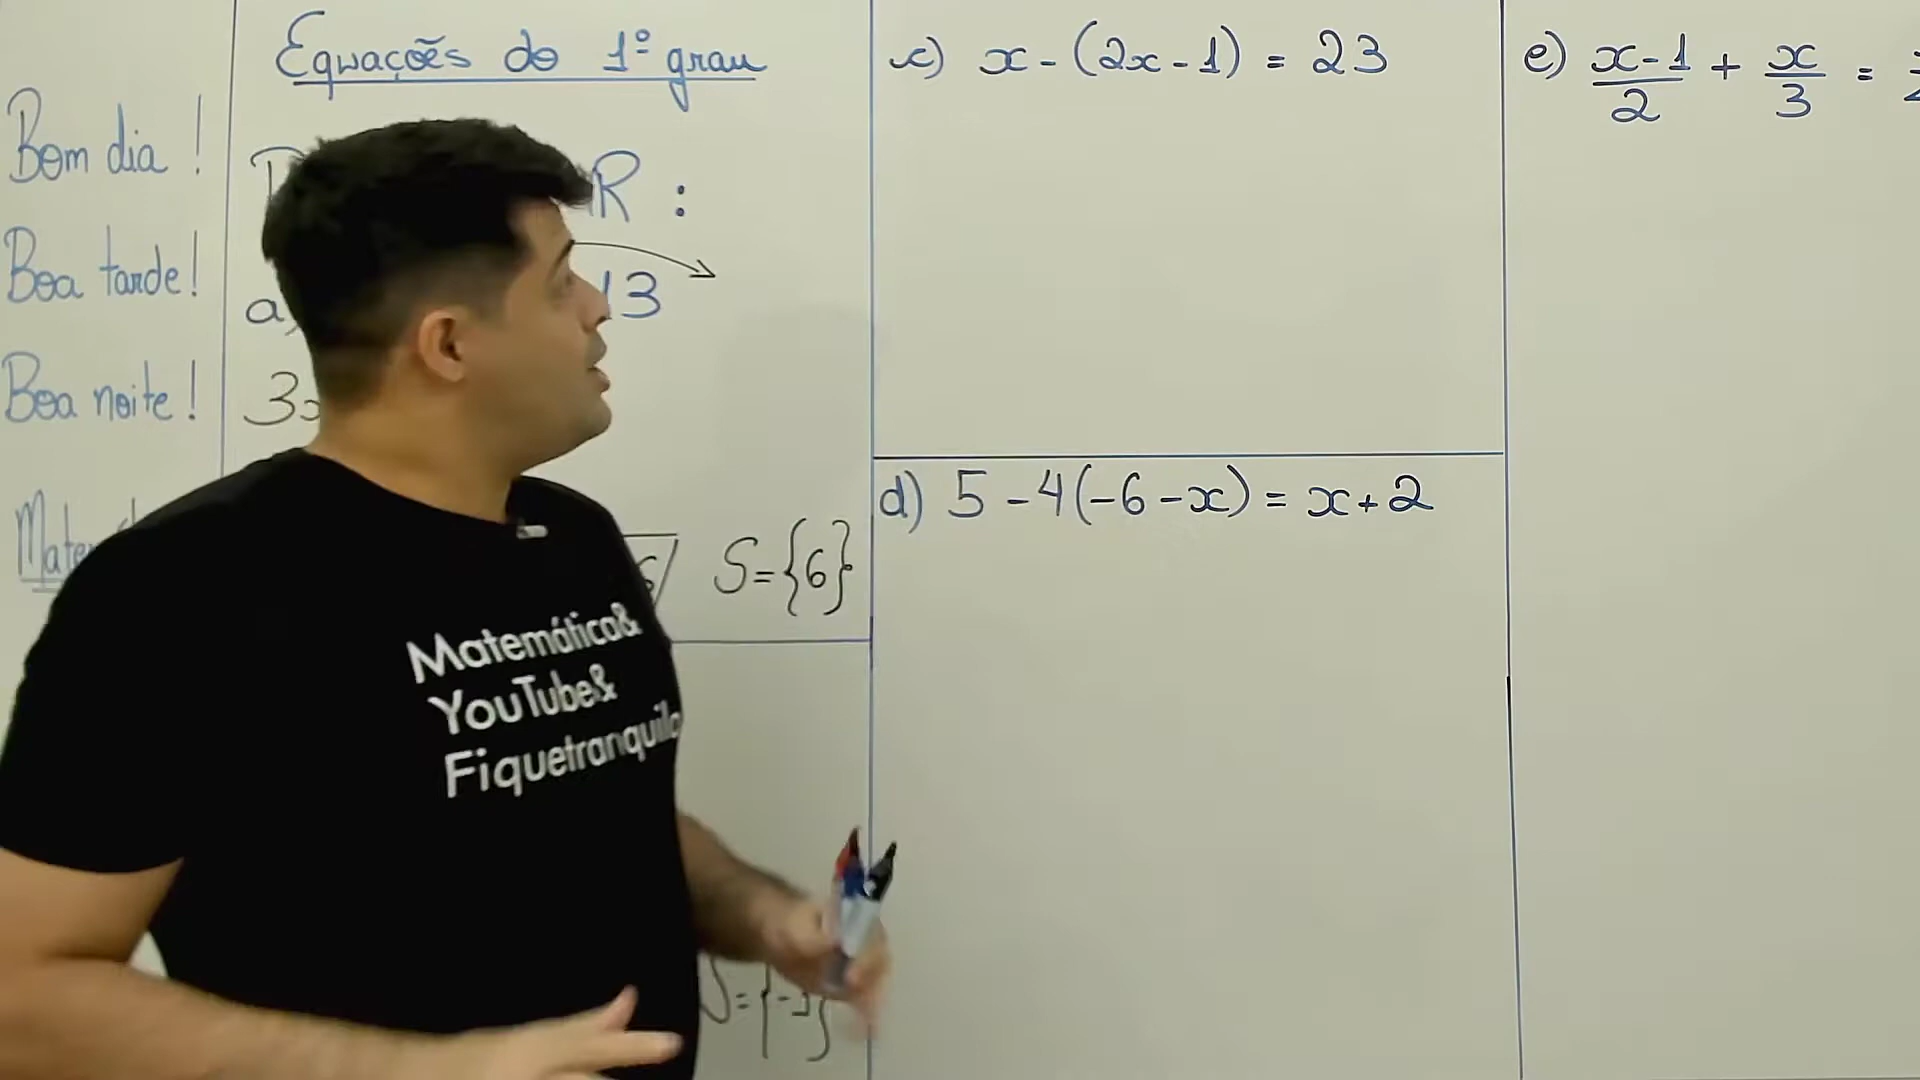 Bom dia !
Boa tarde !
Boa noite !
Equações do 1º grau
R :
a)
13
S={6}
c) x-(2x-1) = 23
d) 5-4(-6-x) = x+2
e) x-1/2 + x/3 =
Matemática&
YouTube&
Fiquetranquilo